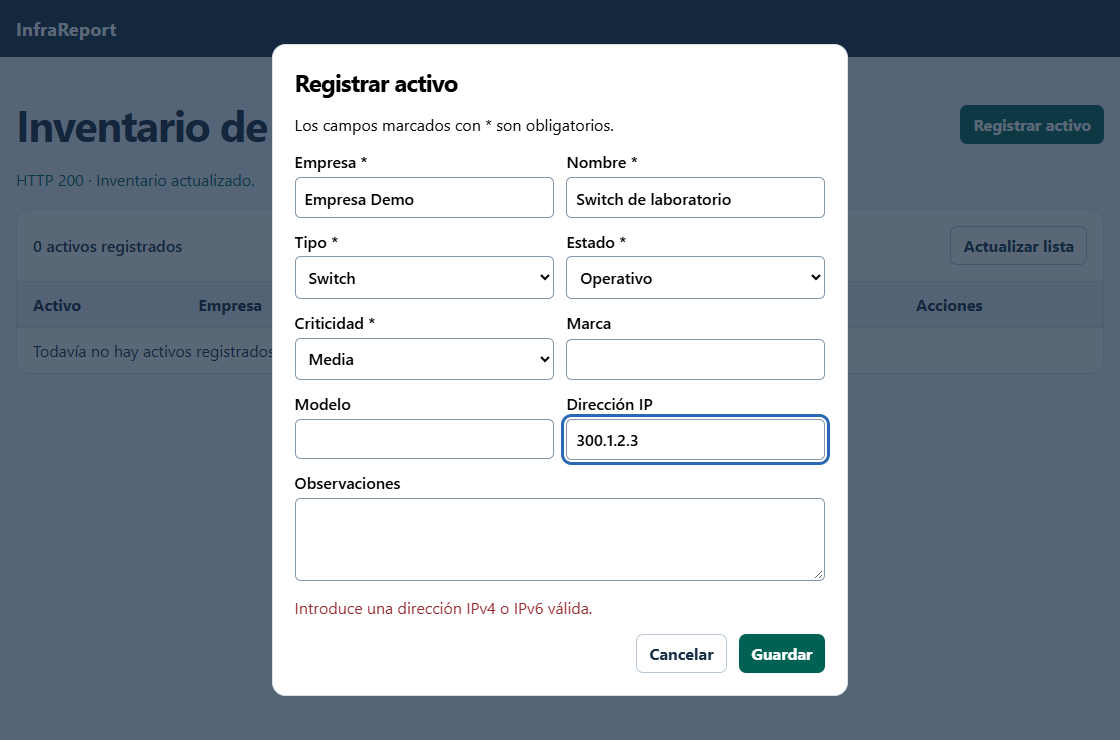 InfraReport
Inventario de
Registrar activo
HTTP 200 · Inventario actualizado.
0 activos registrados
Actualizar lista
Activo
Empresa
Acciones
Todavía no hay activos registrados
Registrar activo
Los campos marcados con * son obligatorios.
Empresa *
Nombre *
Empresa Demo
Switch de laboratorio
Tipo *
Estado *
Switch
Operativo
Criticidad *
Marca
Media
Modelo
Dirección IP
300.1.2.3
Observaciones
Introduce una dirección IPv4 o IPv6 válida.
Cancelar
Guardar